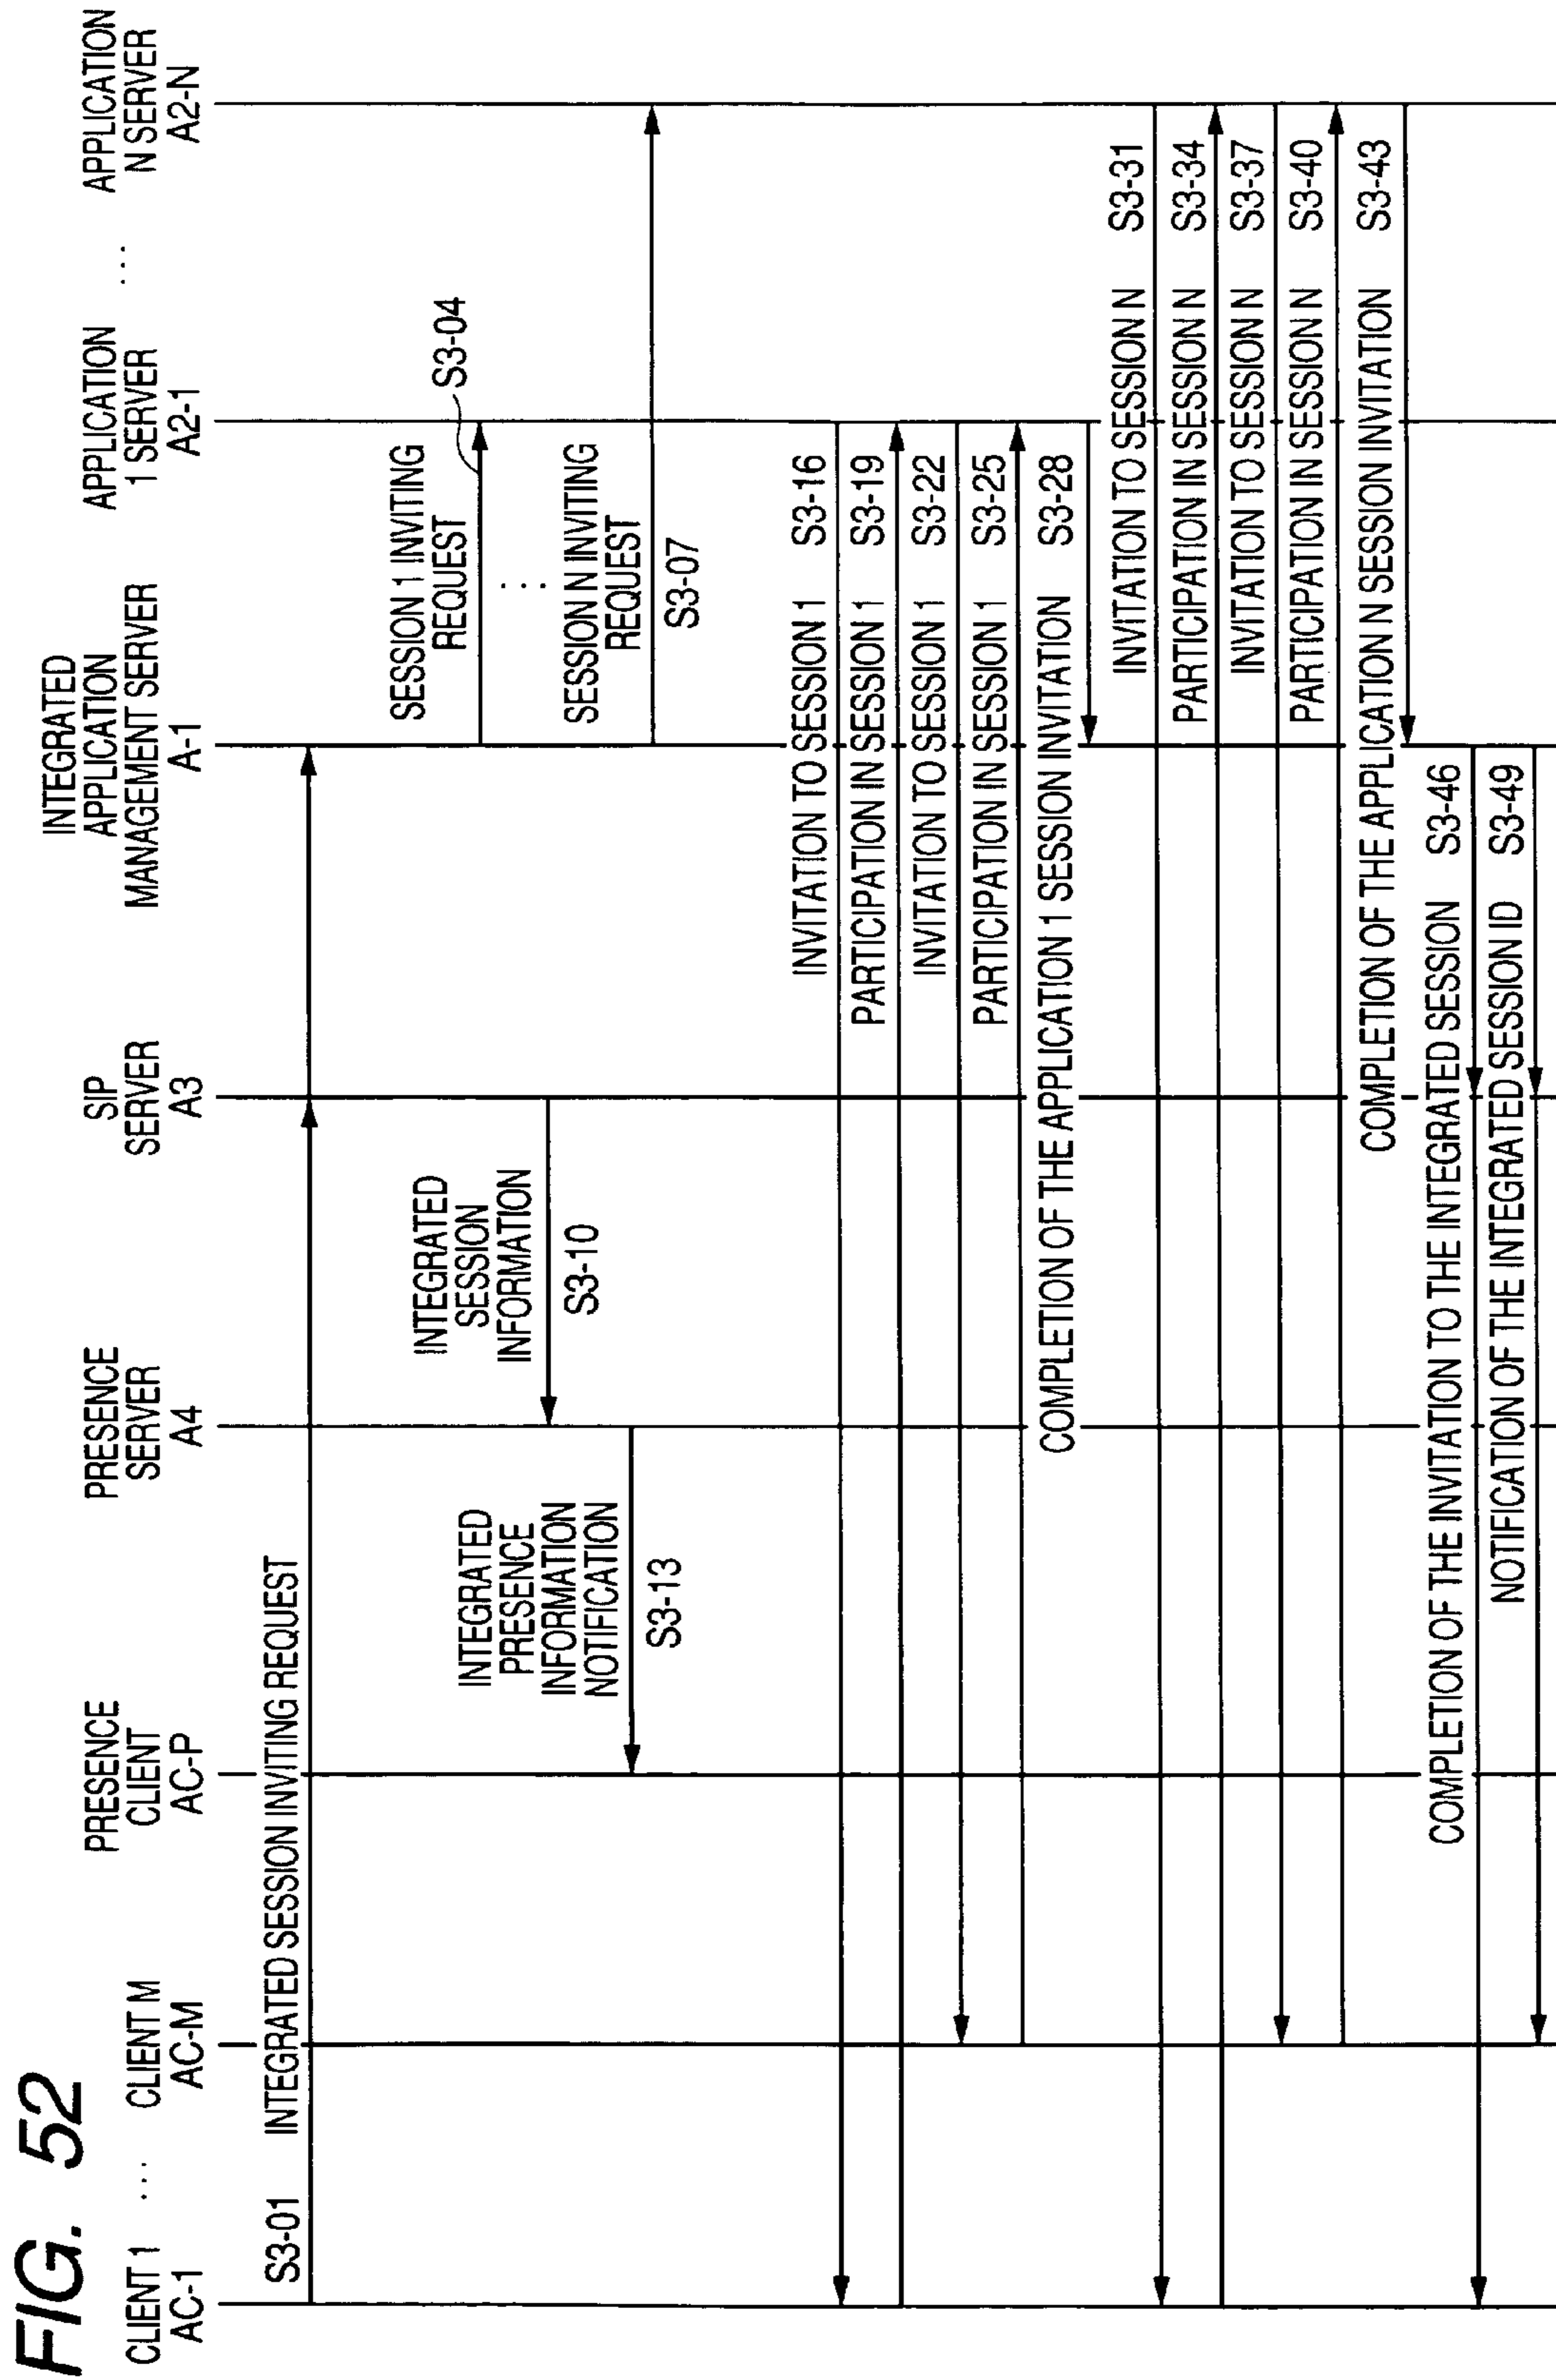 FIG. 52
CLIENT 1
AC-1
...
CLIENT M
AC-M
PRESENCE
CLIENT
AC-P
PRESENCE
SERVER
A4
SIP
SERVER
A3
INTEGRATED
APPLICATION
MANAGEMENT SERVER
A-1
APPLICATION
1 SERVER
A2-1
...
APPLICATION
N SERVER
A2-N
S3-01
INTEGRATED SESSION INVITING REQUEST
SESSION 1 INVITING
REQUEST
S3-04
...
SESSION N INVITING
REQUEST
S3-07
INTEGRATED
SESSION
INFORMATION
S3-10
INTEGRATED
PRESENCE
INFORMATION
NOTIFICATION
S3-13
INVITATION TO SESSION 1 S3-16
PARTICIPATION IN SESSION 1 S3-19
INVITATION TO SESSION 1 S3-22
PARTICIPATION IN SESSION 1 S3-25
COMPLETION OF THE APPLICATION 1 SESSION INVITATION S3-28
INVITATION TO SESSION N S3-31
PARTICIPATION IN SESSION N S3-34
INVITATION TO SESSION N S3-37
PARTICIPATION IN SESSION N S3-40
COMPLETION OF THE APPLICATION N SESSION INVITATION S3-43
COMPLETION OF THE INVITATION TO THE INTEGRATED SESSION S3-46
NOTIFICATION OF THE INTEGRATED SESSION ID S3-49